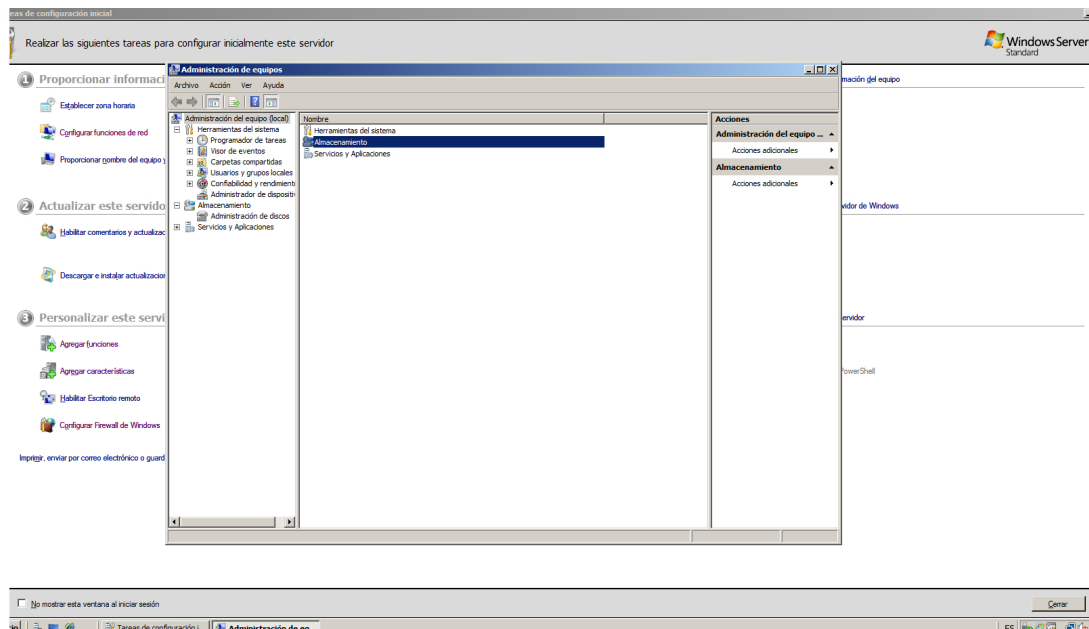 eas de configuración inicial
Realizar las siguientes tareas para configurar inicialmente este servidor
Windows Server
Standard
1 Proporcionar informaci
mación del equipo
Establecer zona horaria
Configurar funciones de red
Proporcionar nombre del equipo y
2 Actualizar este servido
vidor de Windows
Habilitar comentarios y actualizac
Descargar e instalar actualizacion
3 Personalizar este servi
ervidor
Agregar funciones
Agregar características
PowerShell
Habilitar Escritorio remoto
Configurar Firewall de Windows
Imprimir, enviar por correo electrónico o guard
Administración de equipos
Archivo Acción Ver Ayuda
Administración del equipo (local)
Herramientas del sistema
Programador de tareas
Visor de eventos
Carpetas compartidas
Usuarios y grupos locales
Confiabilidad y rendimient
Administrador de dispositi
Almacenamiento
Administración de discos
Servicios y Aplicaciones
Nombre
Herramientas del sistema
Almacenamiento
Servicios y Aplicaciones
Acciones
Administración del equipo ...
Acciones adicionales
Almacenamiento
Acciones adicionales
No mostrar esta ventana al iniciar sesión
Cerrar
Tareas de configuración i...
Administración de eq...
ES